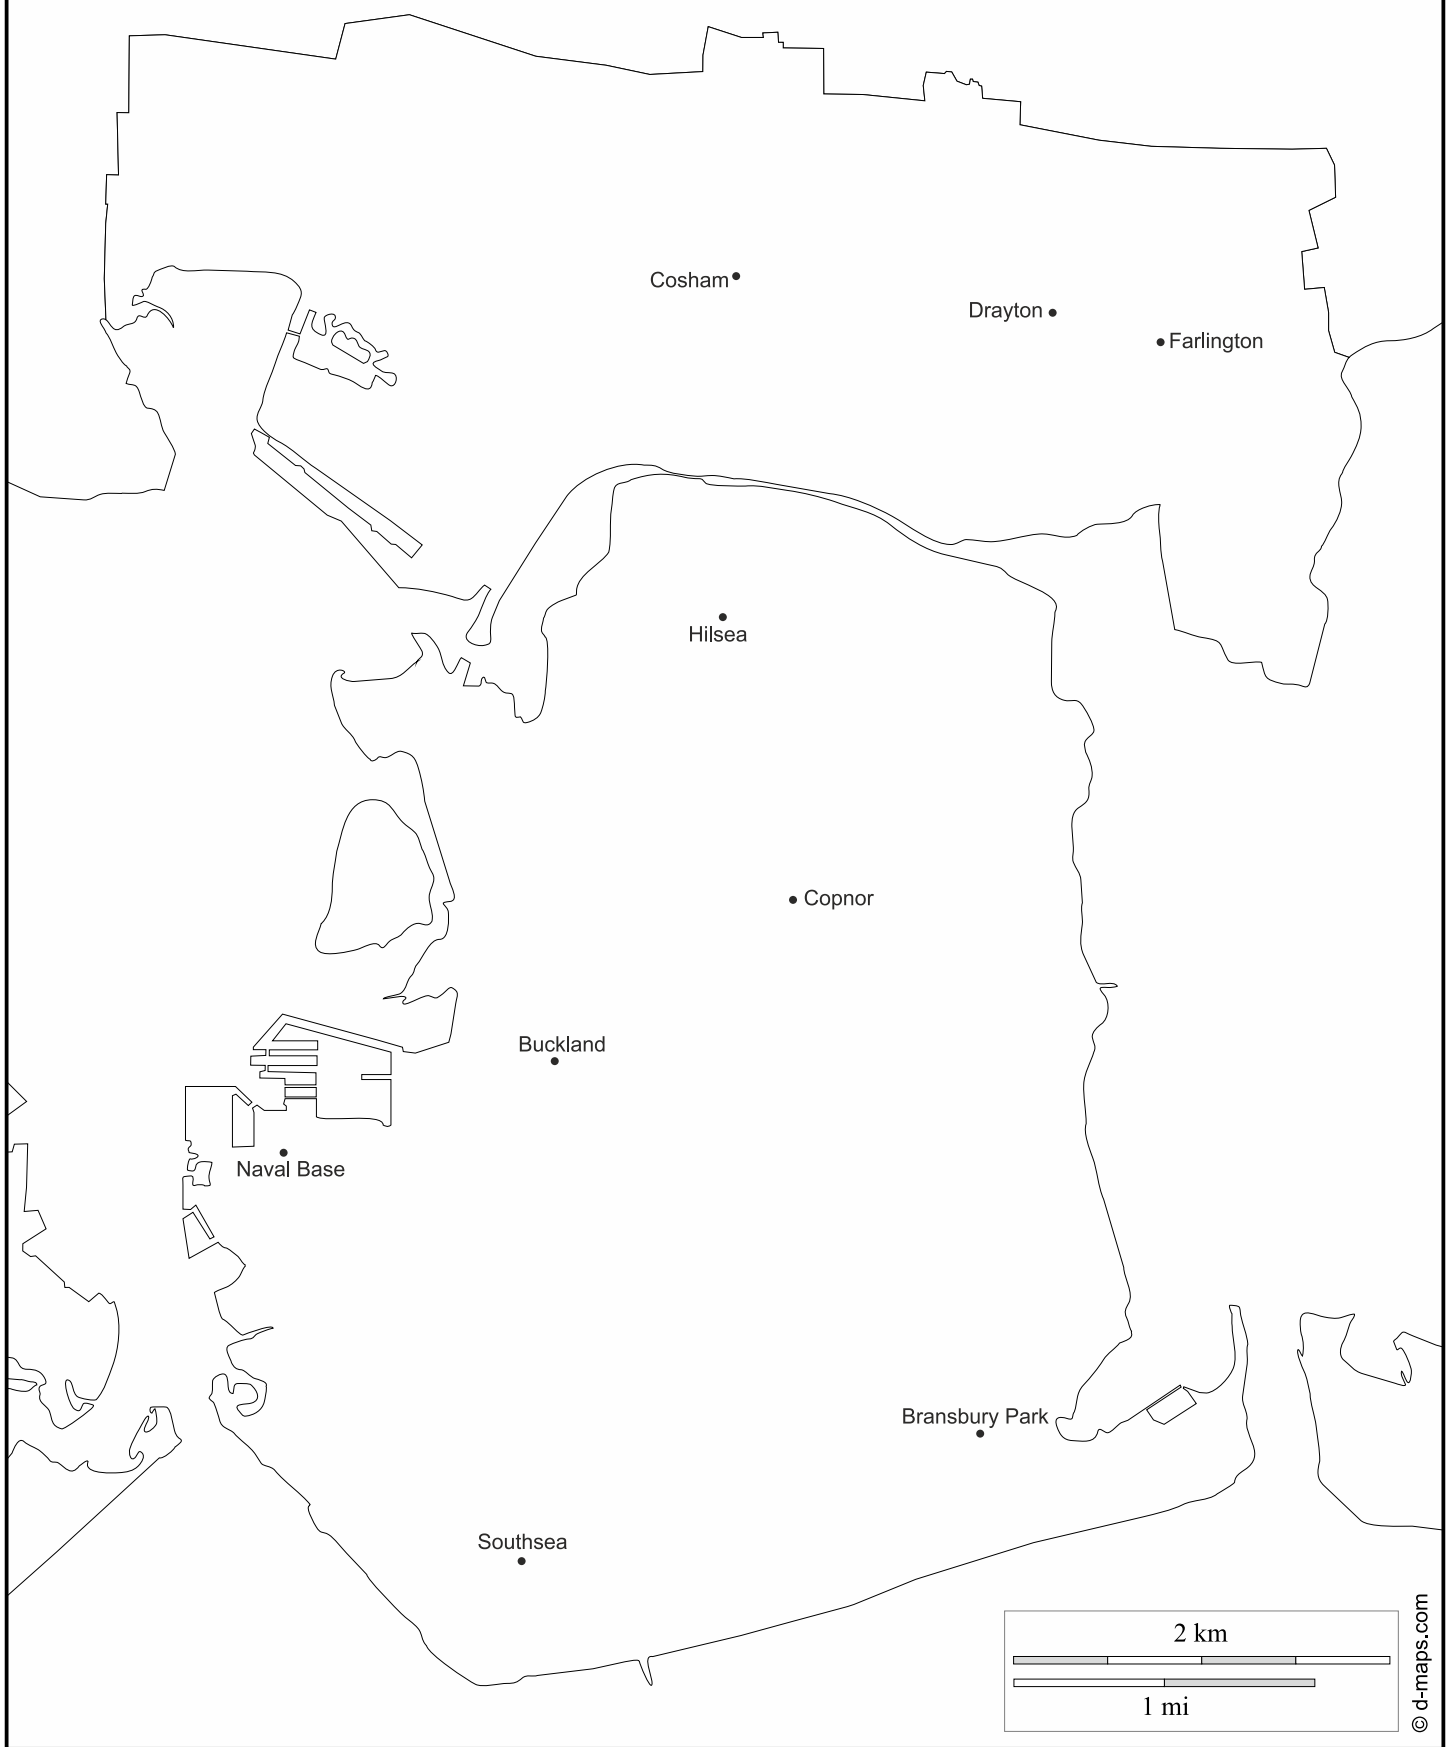 Cosham
Drayton
Farlington
Hilsea
Copnor
Buckland
Naval Base
Bransbury Park
Southsea
2 km
1 mi
© d-maps.com